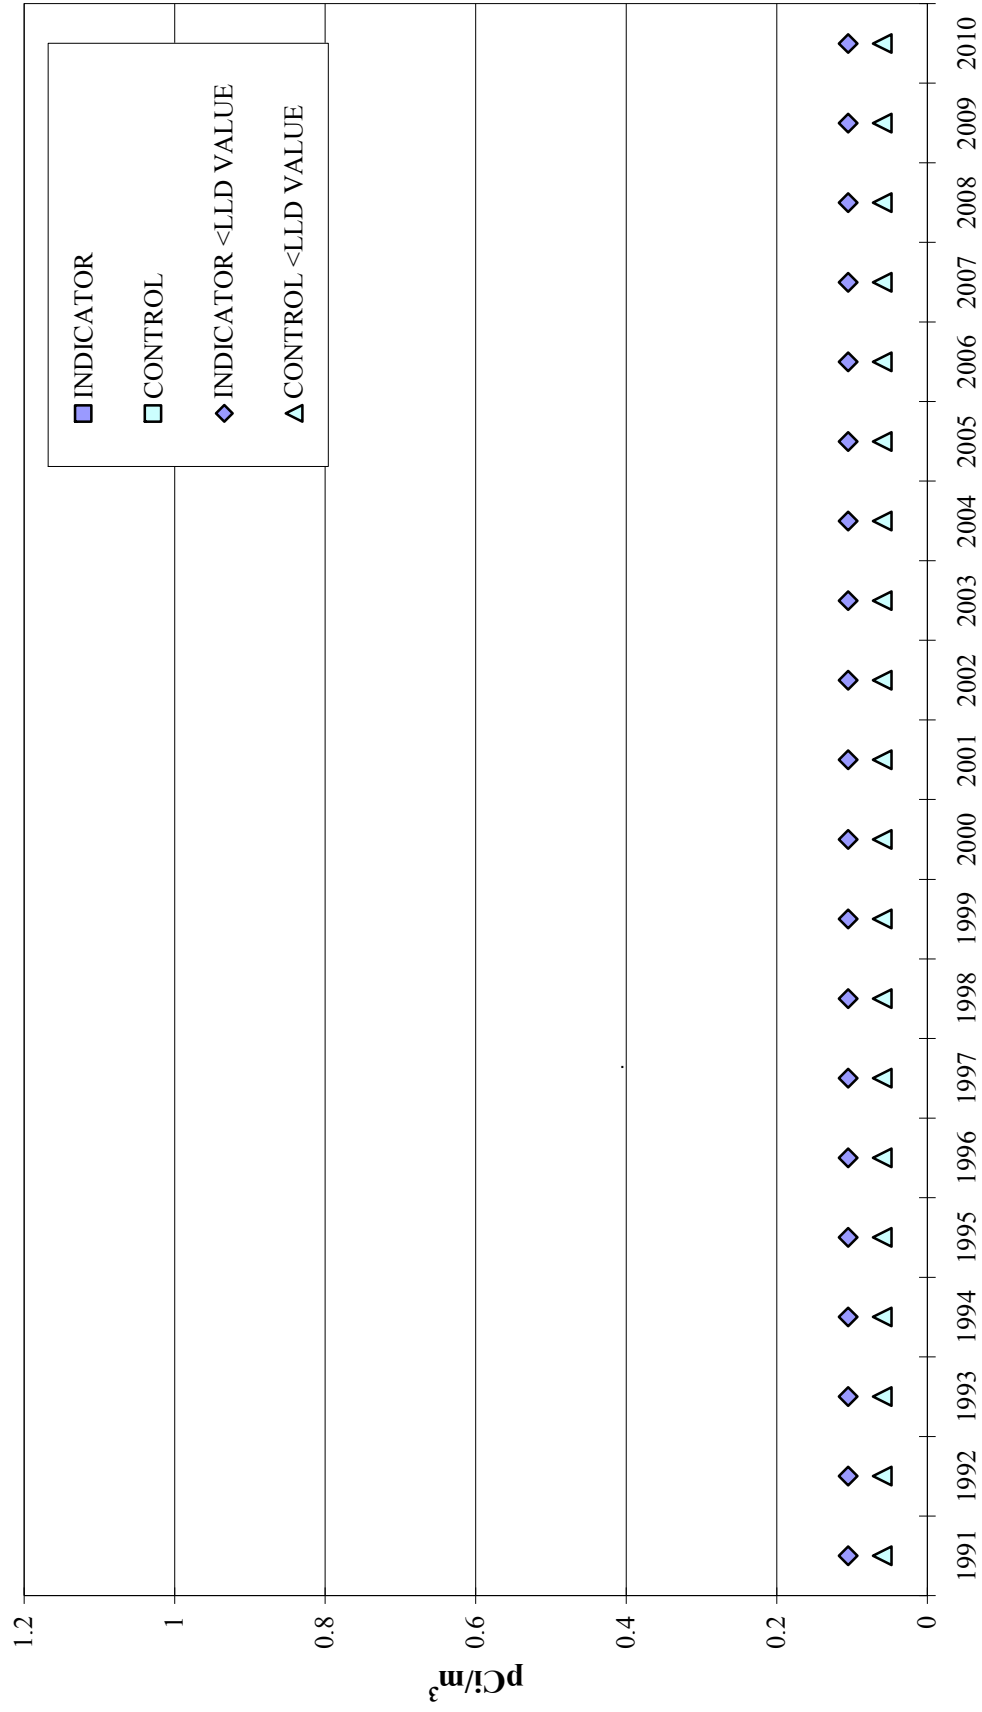 1.2
1
0.8
0.6
0.4
0.2
0
pCi/m³
INDICATOR
CONTROL
INDICATOR <LLD VALUE
CONTROL <LLD VALUE
1991 1992 1993 1994 1995 1996 1997 1998 1999 2000 2001 2002 2003 2004 2005 2006 2007 2008 2009 2010